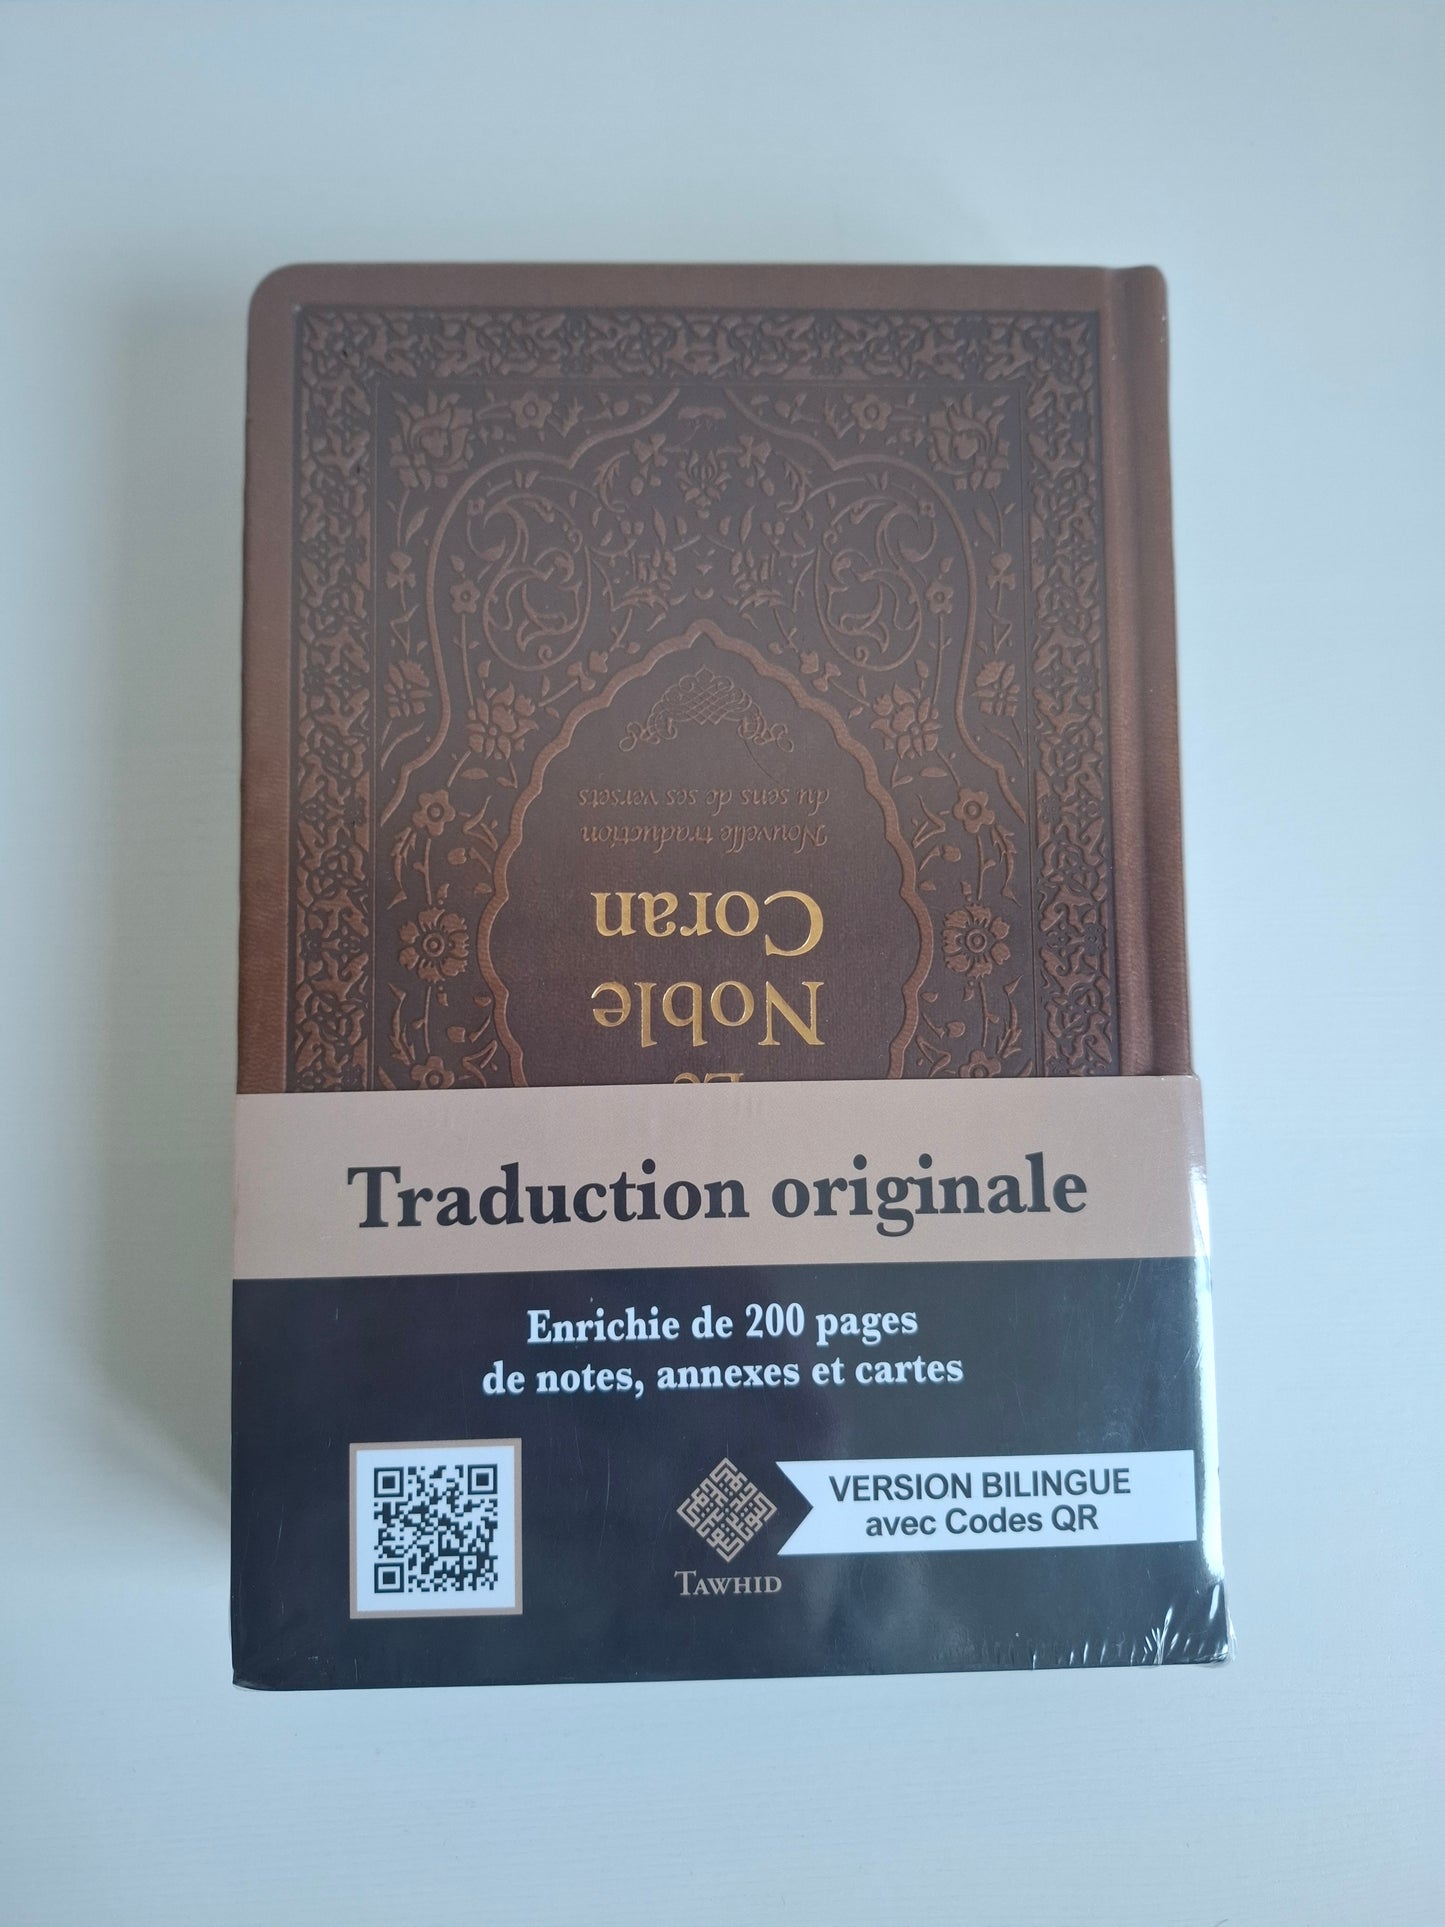 Le
Noble
Coran
Nouvelle traduction
du sens de ses versets
Traduction originale
Enrichie de 200 pages
de notes, annexes et cartes
TAWHID
VERSION BILINGUE
avec Codes QR